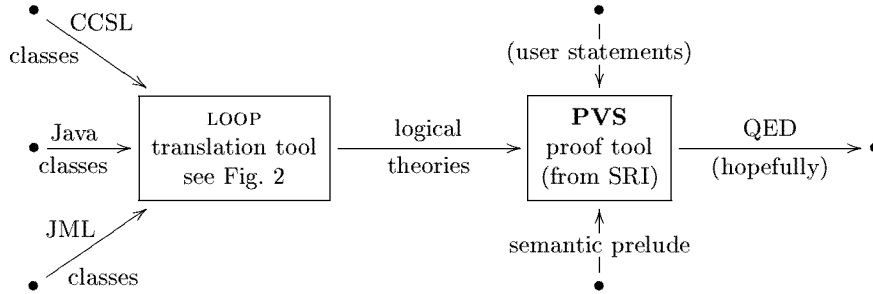 CCSL
classes
Java
classes
JML
classes
LOOP
translation tool
see Fig. 2
logical
theories
(user statements)
PVS
proof tool
(from SRI)
semantic prelude
QED
(hopefully)